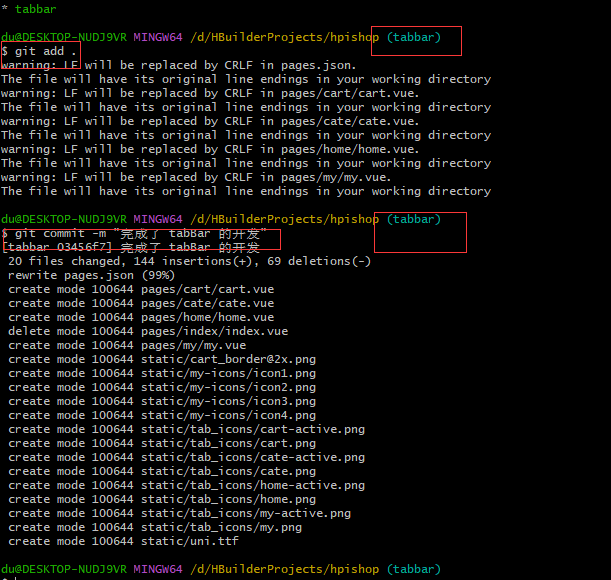 * tabbar
du@DESKTOP-NUDJ9VR MINGW64 /d/HBuilderProjects/hpishop (tabbar)
$ git add .
warning: LF will be replaced by CRLF in pages.json.
The file will have its original line endings in your working directory
warning: LF will be replaced by CRLF in pages/cart/cart.vue.
The file will have its original line endings in your working directory
warning: LF will be replaced by CRLF in pages/cate/cate.vue.
The file will have its original line endings in your working directory
warning: LF will be replaced by CRLF in pages/home/home.vue.
The file will have its original line endings in your working directory
warning: LF will be replaced by CRLF in pages/my/my.vue.
The file will have its original line endings in your working directory
du@DESKTOP-NUDJ9VR MINGW64 /d/HBuilderProjects/hpishop (tabbar)
$ git commit -m "完成了 tabBar 的开发"
[tabbar 03456f7] 完成了 tabBar 的开发
20 files changed, 144 insertions(+), 69 deletions(-)
rewrite pages.json (99%)
create mode 100644 pages/cart/cart.vue
create mode 100644 pages/cate/cate.vue
create mode 100644 pages/home/home.vue
delete mode 100644 pages/index/index.vue
create mode 100644 pages/my/my.vue
create mode 100644 static/cart_border@2x.png
create mode 100644 static/my-icons/icon1.png
create mode 100644 static/my-icons/icon2.png
create mode 100644 static/my-icons/icon3.png
create mode 100644 static/my-icons/icon4.png
create mode 100644 static/tab_icons/cart-active.png
create mode 100644 static/tab_icons/cart.png
create mode 100644 static/tab_icons/cate-active.png
create mode 100644 static/tab_icons/cate.png
create mode 100644 static/tab_icons/home-active.png
create mode 100644 static/tab_icons/home.png
create mode 100644 static/tab_icons/my-active.png
create mode 100644 static/tab_icons/my.png
create mode 100644 static/uni.ttf
du@DESKTOP-NUDJ9VR MINGW64 /d/HBuilderProjects/hpishop (tabbar)